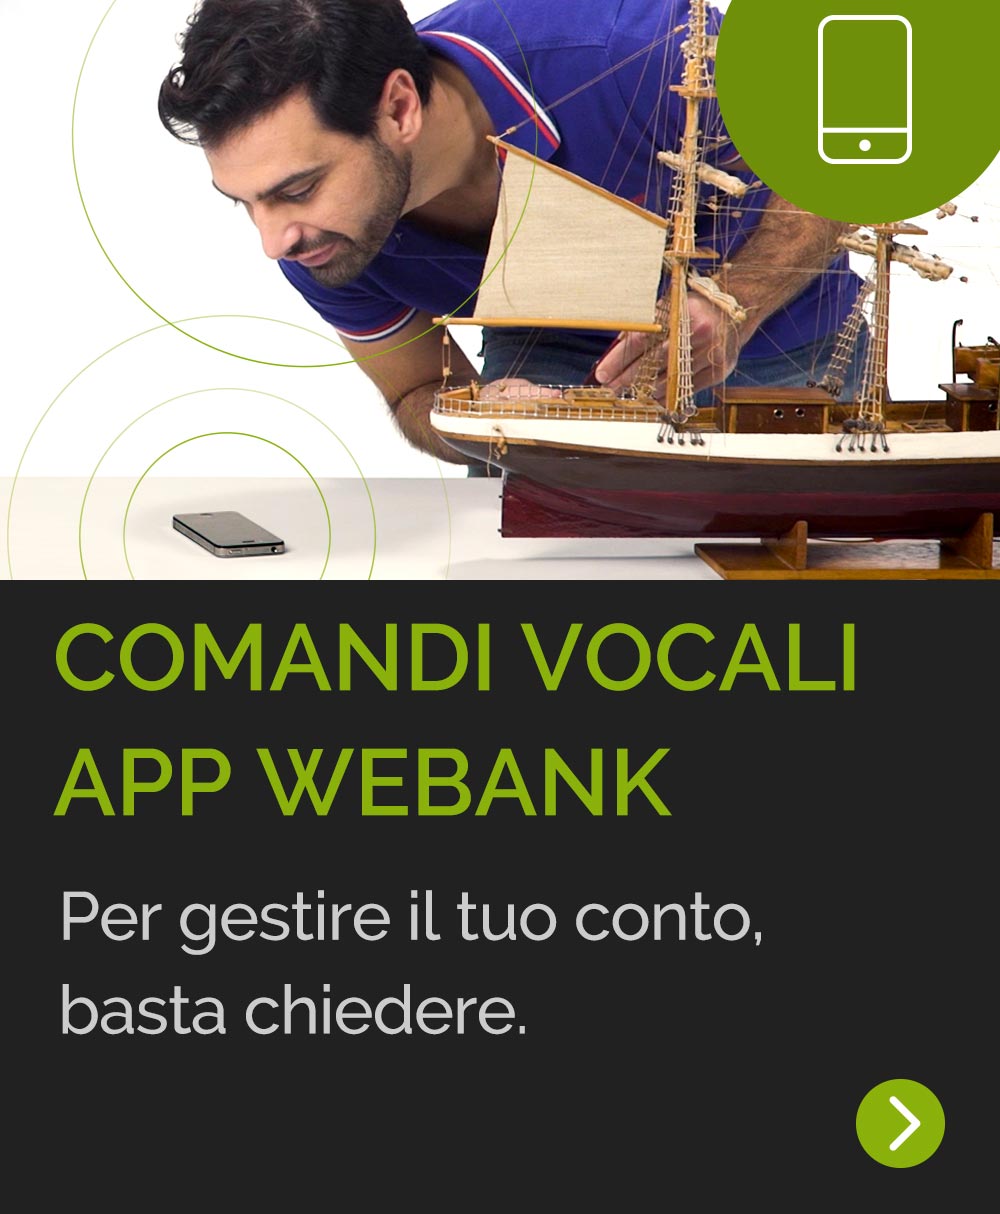 COMANDI VOCALI
APP WEBANK
Per gestire il tuo conto,
basta chiedere.